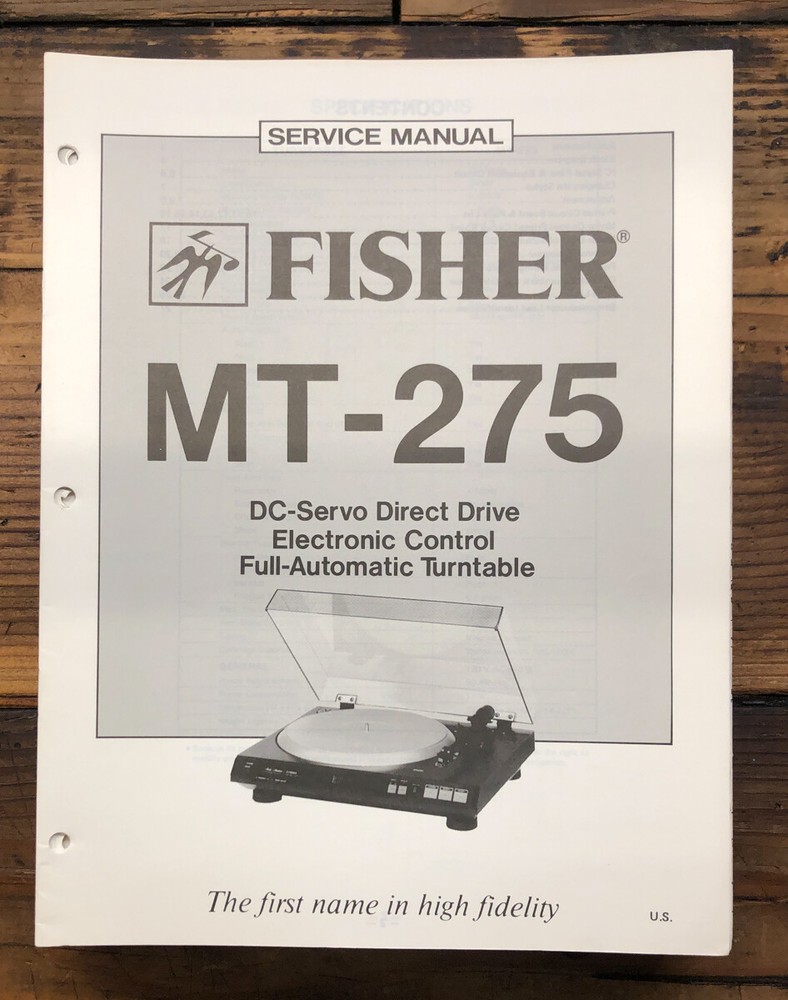 SERVICE MANUAL
FISHER®
MT-275
DC-Servo Direct Drive
Electronic Control
Full-Automatic Turntable
The first name in high fidelity
U.S.